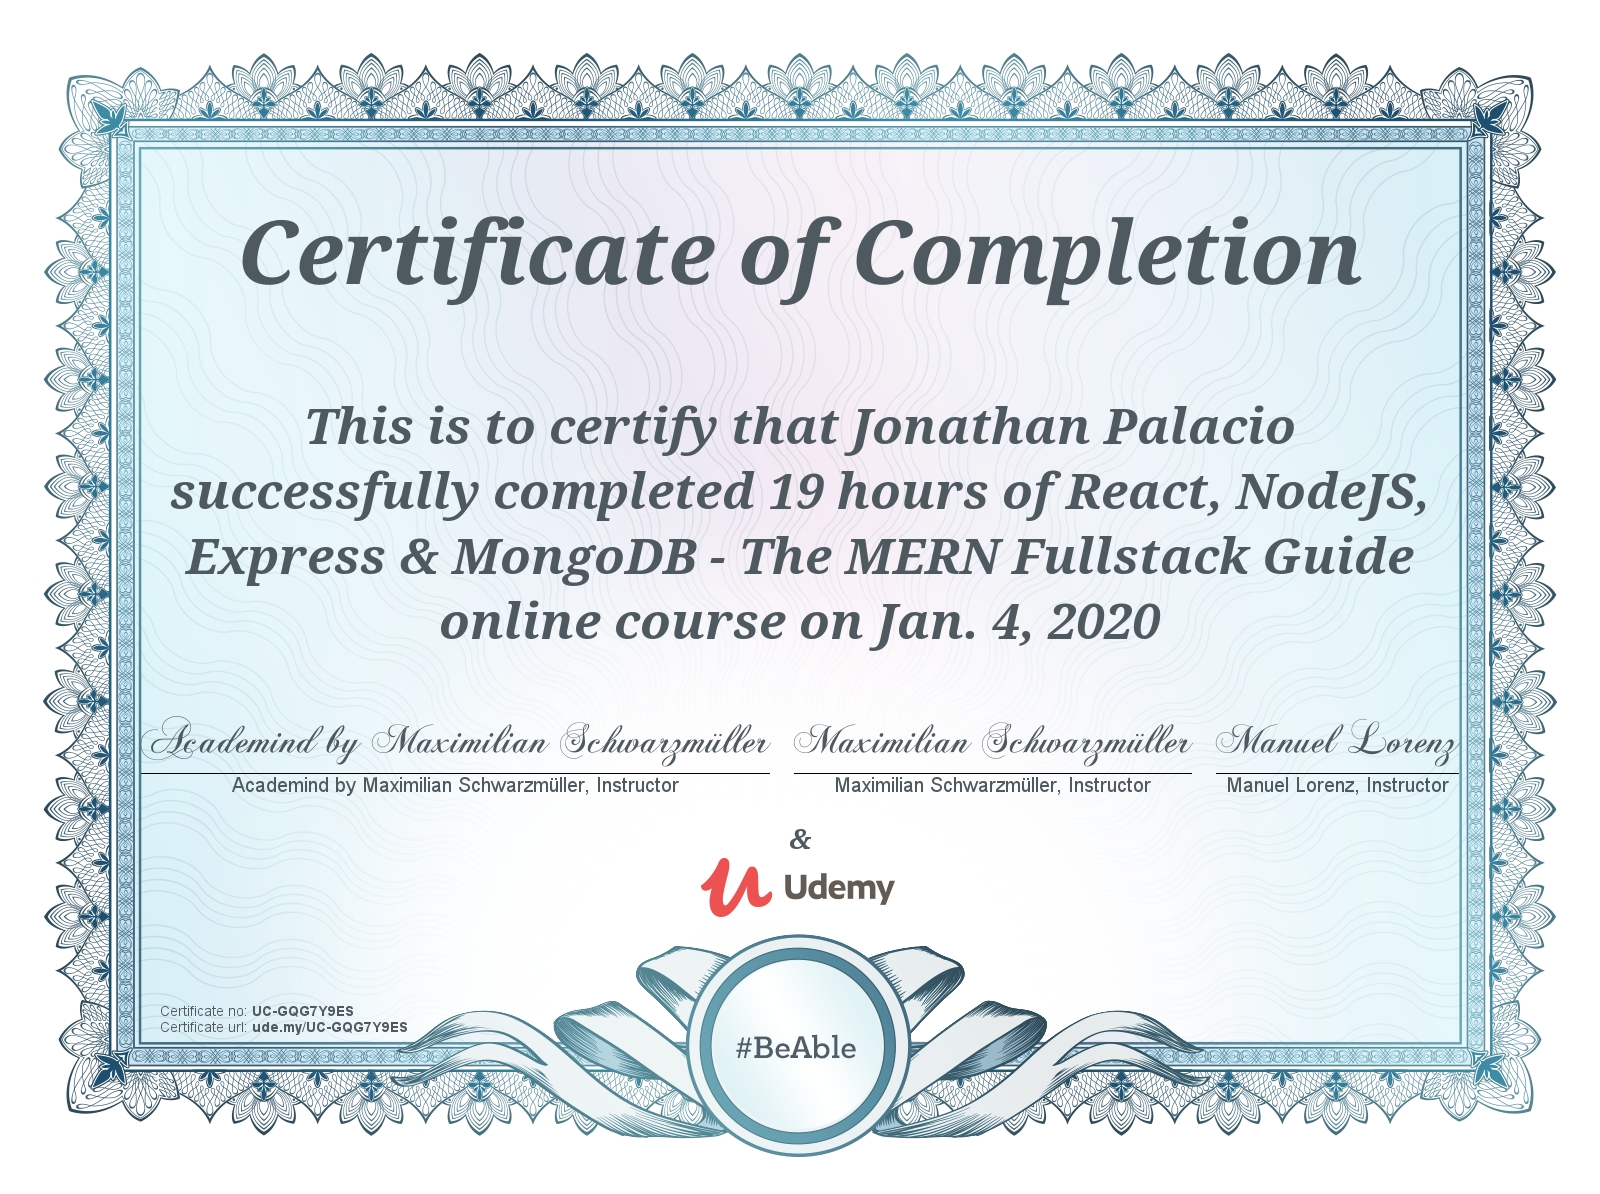 Certificate of Completion
This is to certify that Jonathan Palacio
successfully completed 19 hours of React, NodeJS,
Express & MongoDB - The MERN Fullstack Guide
online course on Jan. 4, 2020
Academind by Maximilian Schwarzmüller Maximilian Schwarzmüller Manuel Lorenz
Academind by Maximilian Schwarzmüller, Instructor Maximilian Schwarzmüller, Instructor Manuel Lorenz, Instructor
&
Udemy
Certificate no: UC-GQG7Y9ES
Certificate url: ude.my/UC-GQG7Y9ES
#BeAble